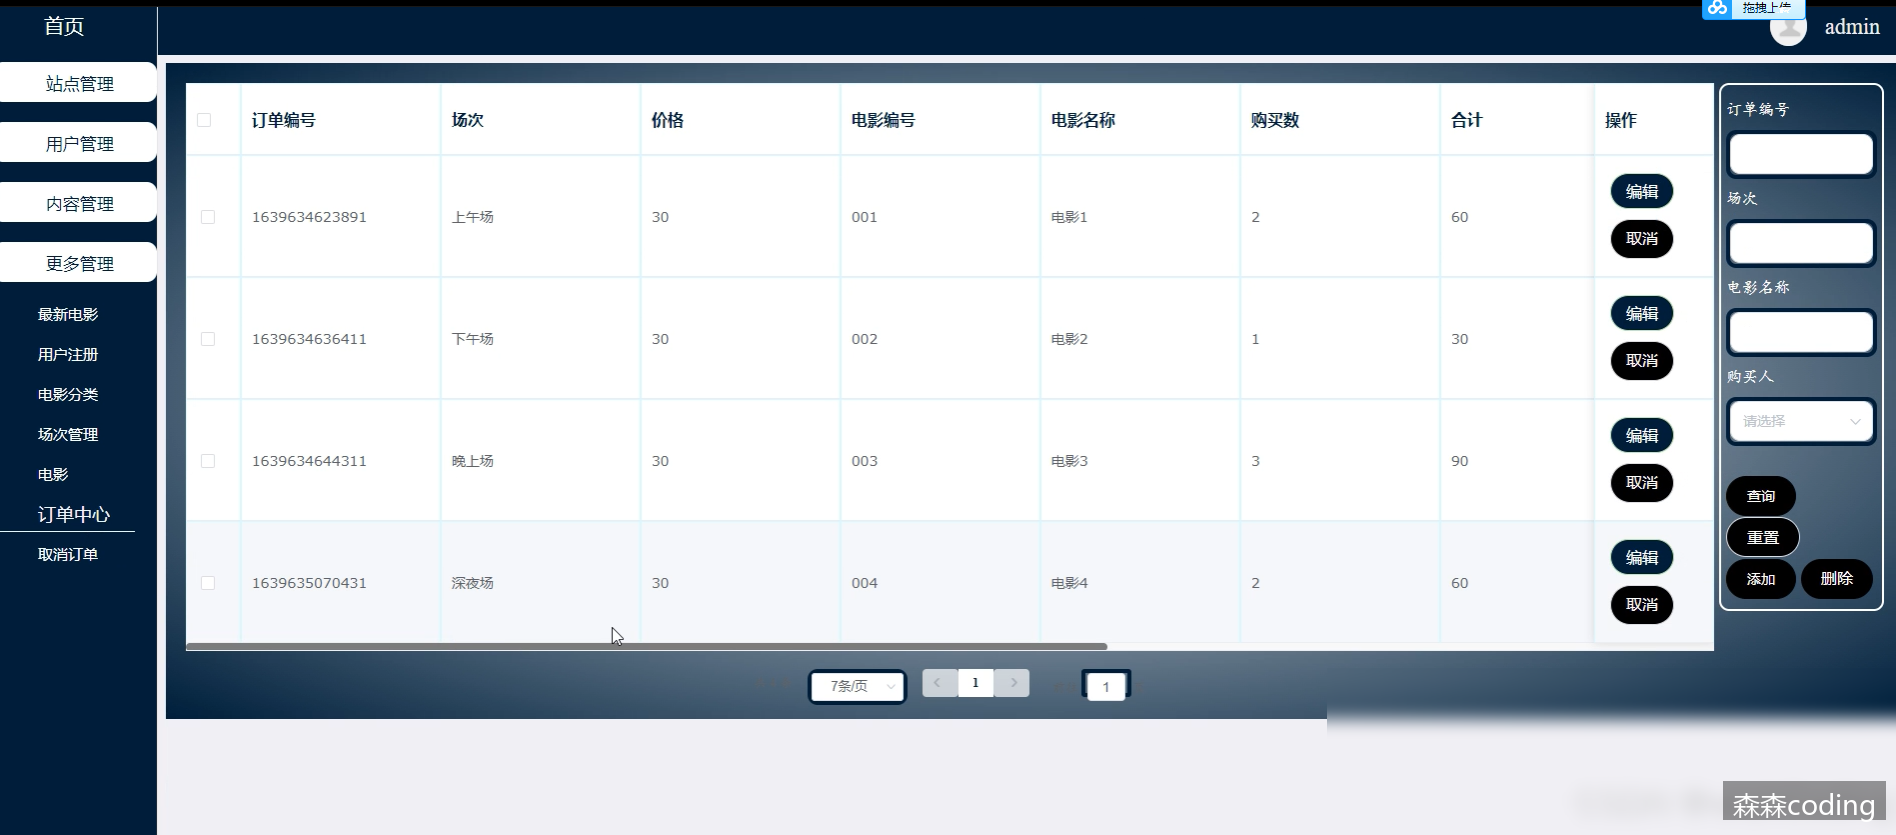 首页
拖拽上传
admin
站点管理
用户管理
内容管理
更多管理
最新电影
用户注册
电影分类
场次管理
电影
订单中心
取消订单
订单编号 场次 价格 电影编号 电影名称 购买数 合计 操作
1639634623891 上午场 30 001 电影1 2 60 编辑 取消
1639634636411 下午场 30 002 电影2 1 30 编辑 取消
1639634644311 晚上场 30 003 电影3 3 90 编辑 取消
1639635070431 深夜场 30 004 电影4 2 60 编辑 取消
7条/页 1 1
订单编号
场次
电影名称
购买人
请选择
查询
重置
添加 删除
森森coding